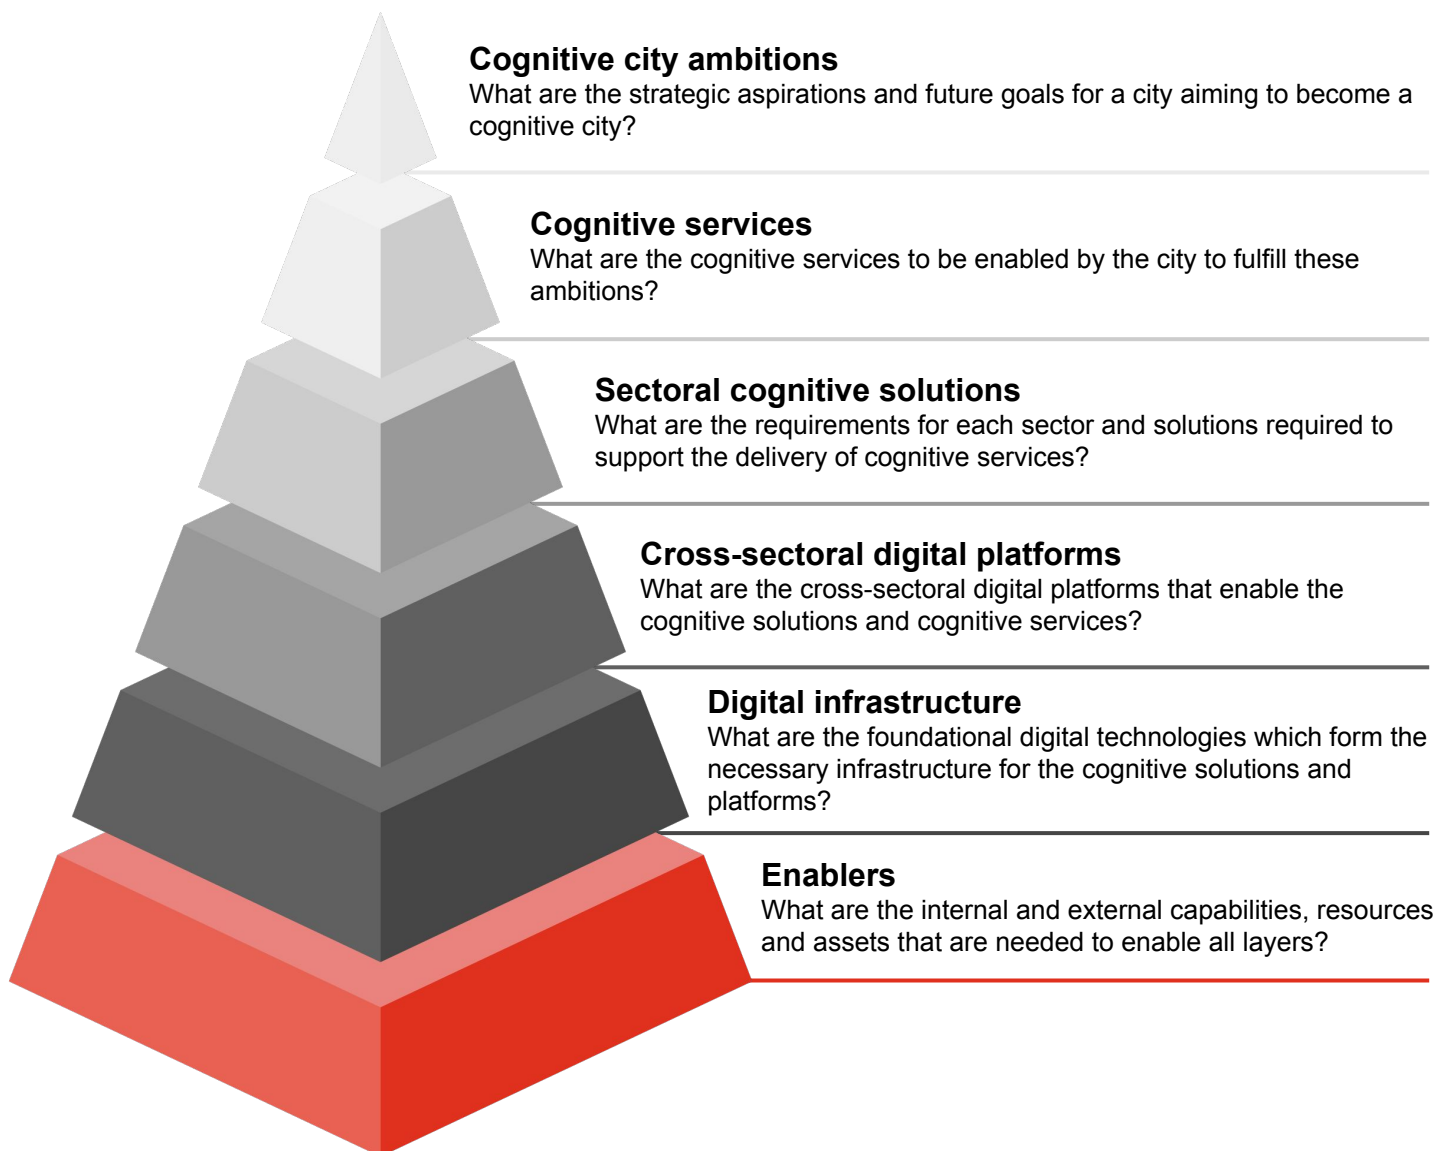 Cognitive city ambitions
What are the strategic aspirations and future goals for a city aiming to become a
cognitive city?
Cognitive services
What are the cognitive services to be enabled by the city to fulfill these
ambitions?
Sectoral cognitive solutions
What are the requirements for each sector and solutions required to
support the delivery of cognitive services?
Cross-sectoral digital platforms
What are the cross-sectoral digital platforms that enable the
cognitive solutions and cognitive services?
Digital infrastructure
What are the foundational digital technologies which form the
necessary infrastructure for the cognitive solutions and
platforms?
Enablers
What are the internal and external capabilities, resources
and assets that are needed to enable all layers?